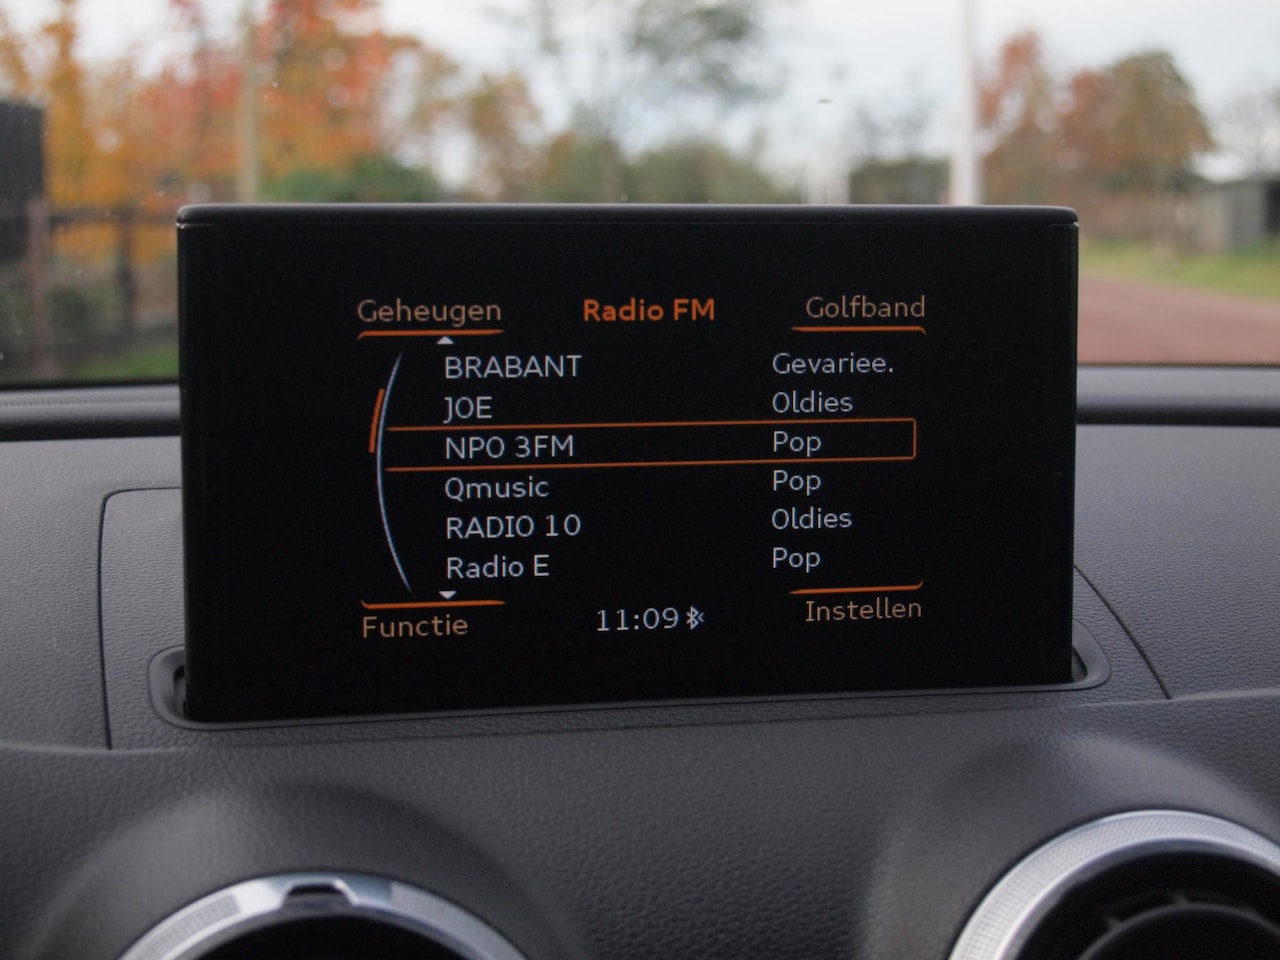 Geheugen Radio FM Golfband
BRABANT Gevariee.
JOE Oldies
NPO 3FM Pop
Qmusic Pop
RADIO 10 Oldies
Radio E Pop
Functie 11:09 Instellen